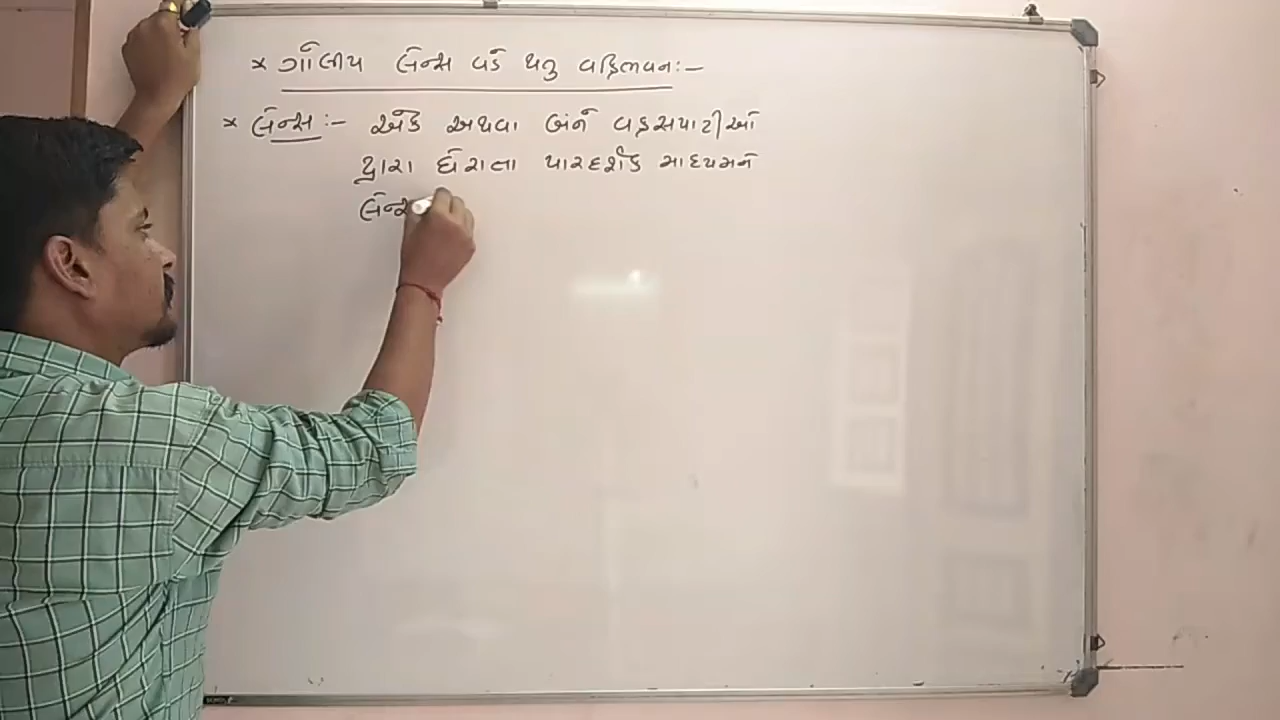 * ગોલીય લેન્સ વડે થતુ વક્રિભવન:-
* લેન્સ :- એક અથવા બંને વક્રસપાટીઓ
દ્વારા ઘેરાતા પારદર્શક માધ્યમને
લેન્સ